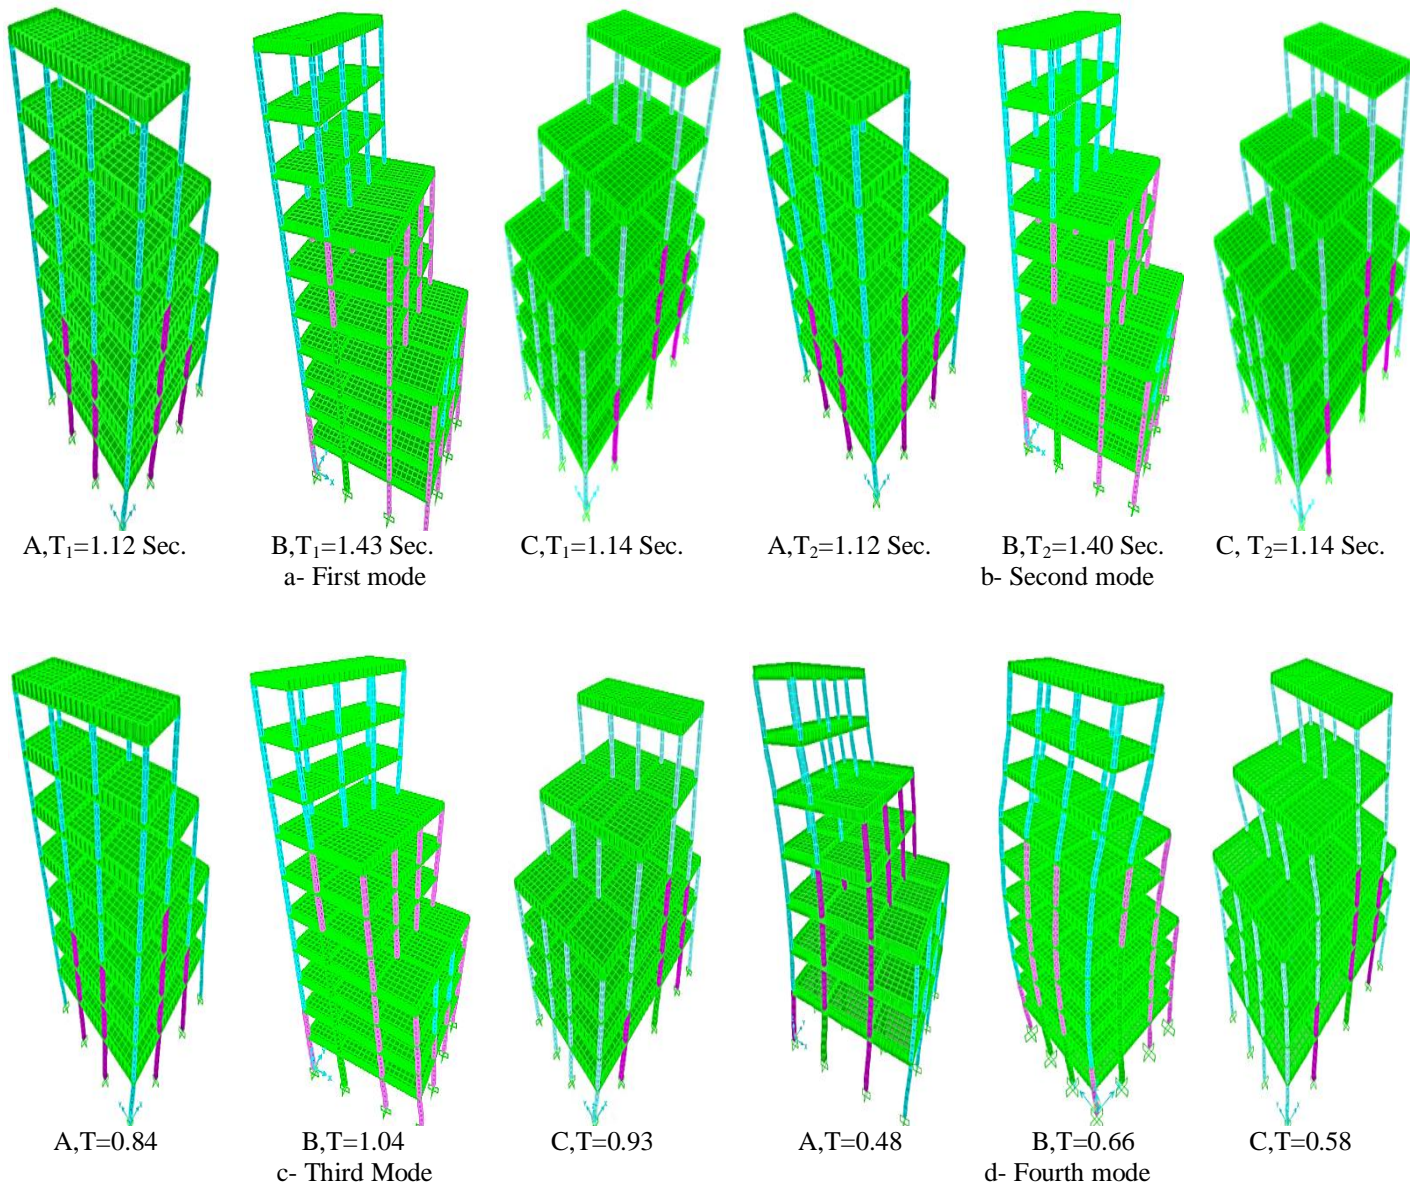 A,T₁=1.12 Sec. B,T₁=1.43 Sec. C,T₁=1.14 Sec. A,T₂=1.12 Sec. B,T₂=1.40 Sec. C, T₂=1.14 Sec.
a- First mode b- Second mode
A,T=0.84 B,T=1.04 C,T=0.93 A,T=0.48 B,T=0.66 C,T=0.58
c- Third Mode d- Fourth mode